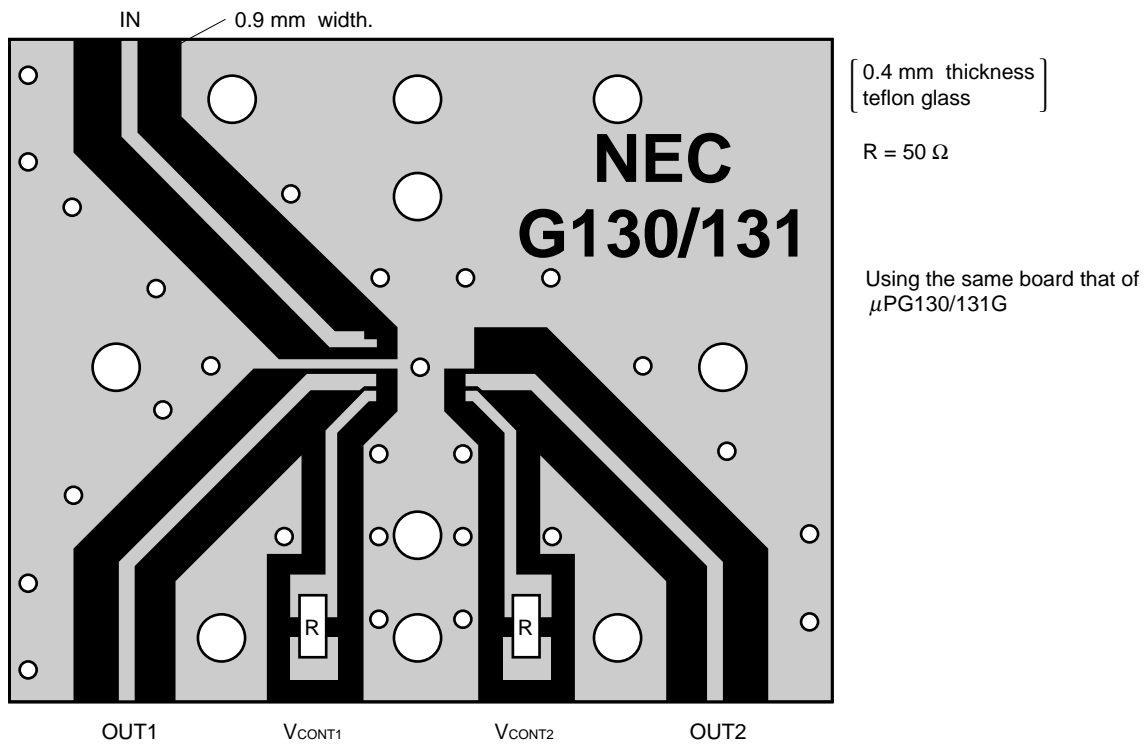 IN
0.9 mm width.
0.4 mm thickness
teflon glass
R = 50 Ω
NEC
G130/131
Using the same board that of
μPG130/131G
R
R
OUT1
VCONT1
VCONT2
OUT2